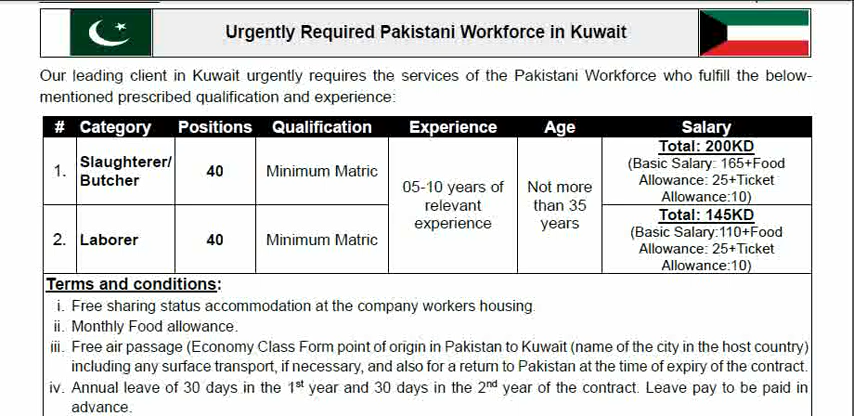 Urgently Required Pakistani Workforce in Kuwait
Our leading client in Kuwait urgently requires the services of the Pakistani Workforce who fulfill the below-
mentioned prescribed qualification and experience:
# Category Positions Qualification Experience Age Salary
1. Slaughterer/
Butcher
40
Minimum Matric
05-10 years of
relevant
experience
Not more
than 35
years
Total: 200KD
(Basic Salary: 165+Food
Allowance: 25+Ticket
Allowance:10)
2. Laborer
40
Minimum Matric
Total: 145KD
(Basic Salary:110+Food
Allowance: 25+Ticket
Allowance:10)
Terms and conditions:
i. Free sharing status accommodation at the company workers housing
ii. Monthly Food allowance.
iii. Free air passage (Economy Class Form point of origin in Pakistan to Kuwait (name of the city in the host country)
including any surface transport, if necessary, and also for a return to Pakistan at the time of expiry of the contract.
iv. Annual leave of 30 days in the 1st year and 30 days in the 2nd year of the contract. Leave pay to be paid in
advance.